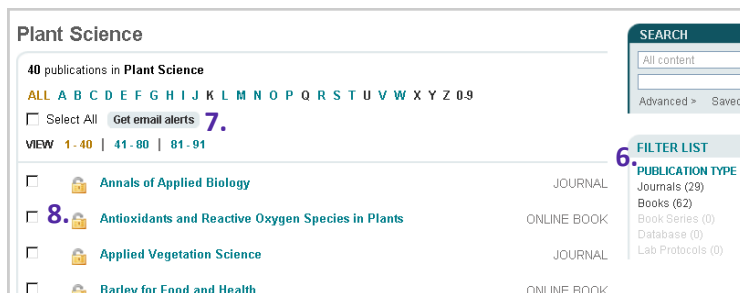 Plant Science
40 publications in Plant Science
ALL A B C D E F G H I J K L M N O P Q R S T U V W X Y Z 0-9
Select All Get email alerts 7.
VIEW 1 - 40 | 41 - 80 | 81 - 91
Annals of Applied Biology JOURNAL
8. Antioxidants and Reactive Oxygen Species in Plants ONLINE BOOK
Applied Vegetation Science JOURNAL
Barley for Food and Health ONLINE BOOK
SEARCH
All content
Advanced > Saved
6. FILTER LIST
PUBLICATION TYPE
Journals (29)
Books (62)
Book Series (0)
Database (0)
Lab Protocols (0)